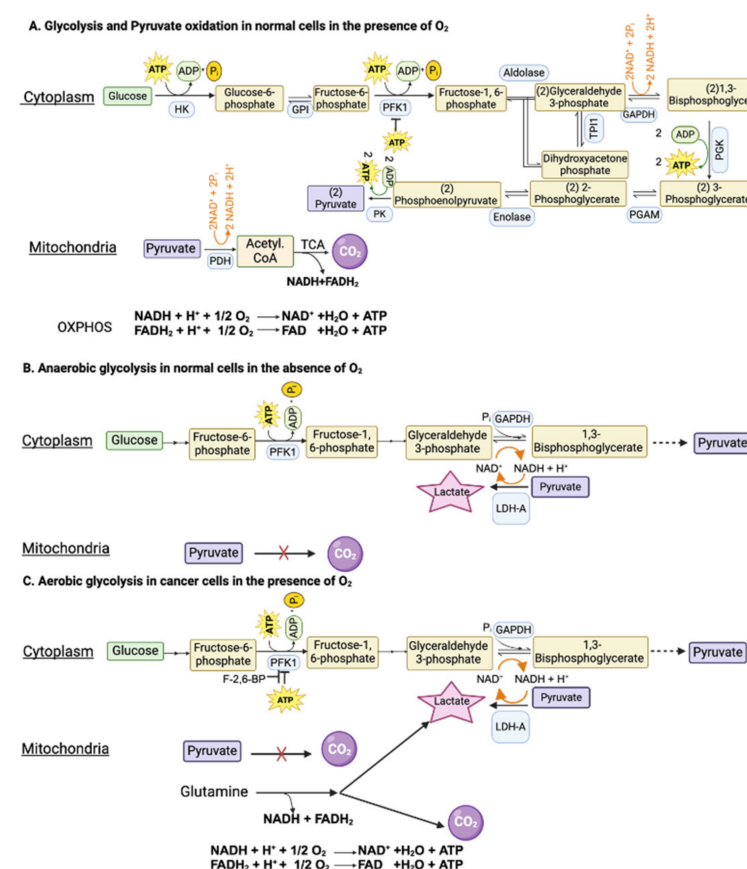 A. Glycolysis and Pyruvate oxidation in normal cells in the presence of O₂
Cytoplasm
Glucose
ATP
ADP
+
Pᵢ
HK
Glucose-6-
phosphate
GPI
Fructose-6-
phosphate
ATP
ADP
+
Pᵢ
PFK1
ATP
Fructose-1, 6-
phosphate
Aldolase
(2)Glyceraldehyde
3-phosphate
TPI1
Dihydroxyacetone
phosphate
2NAD⁺ + 2Pᵢ
2 NADH + 2H⁺
GAPDH
(2)1,3-
Bisphosphoglyce
2
ADP
2
ATP
PGK
(2) 3-
Phosphoglycerat
PGAM
(2) 2-
Phosphoglycerate
Enolase
(2)
Phosphoenolpyruvate
2
ADP
2
ATP
PK
(2)
Pyruvate
Mitochondria
Pyruvate
2NAD⁺ + 2Pᵢ
2 NADH + 2H⁺
PDH
Acetyl.
CoA
TCA
CO₂
NADH+FADH₂
OXPHOS
NADH + H⁺ + 1/2 O₂ → NAD⁺ +H₂O + ATP
FADH₂ + H⁺ + 1/2 O₂ → FAD +H₂O + ATP
B. Anaerobic glycolysis in normal cells in the absence of O₂
Cytoplasm
Glucose
Fructose-6-
phosphate
ATP
ADP
+
Pᵢ
PFK1
Fructose-1,
6-phosphate
Glyceraldehyde
3-phosphate
Pᵢ
GAPDH
1,3-
Bisphosphoglycerate
Pyruvate
NAD⁺
NADH + H⁺
Lactate
Pyruvate
LDH-A
Mitochondria
Pyruvate
CO₂
C. Aerobic glycolysis in cancer cells in the presence of O₂
Cytoplasm
Glucose
Fructose-6-
phosphate
ATP
ADP
+
Pᵢ
PFK1
F-2,6-BP
ATP
Fructose-1,
6-phosphate
Glyceraldehyde
3-phosphate
Pᵢ
GAPDH
1,3-
Bisphosphoglycerate
Pyruvate
NAD⁺
NADH + H⁺
Lactate
Pyruvate
LDH-A
Mitochondria
Pyruvate
CO₂
Glutamine
NADH + FADH₂
CO₂
NADH + H⁺ + 1/2 O₂ → NAD⁺ +H₂O + ATP
FADH₂ + H⁺ + 1/2 O₂ → FAD +H₂O + ATP